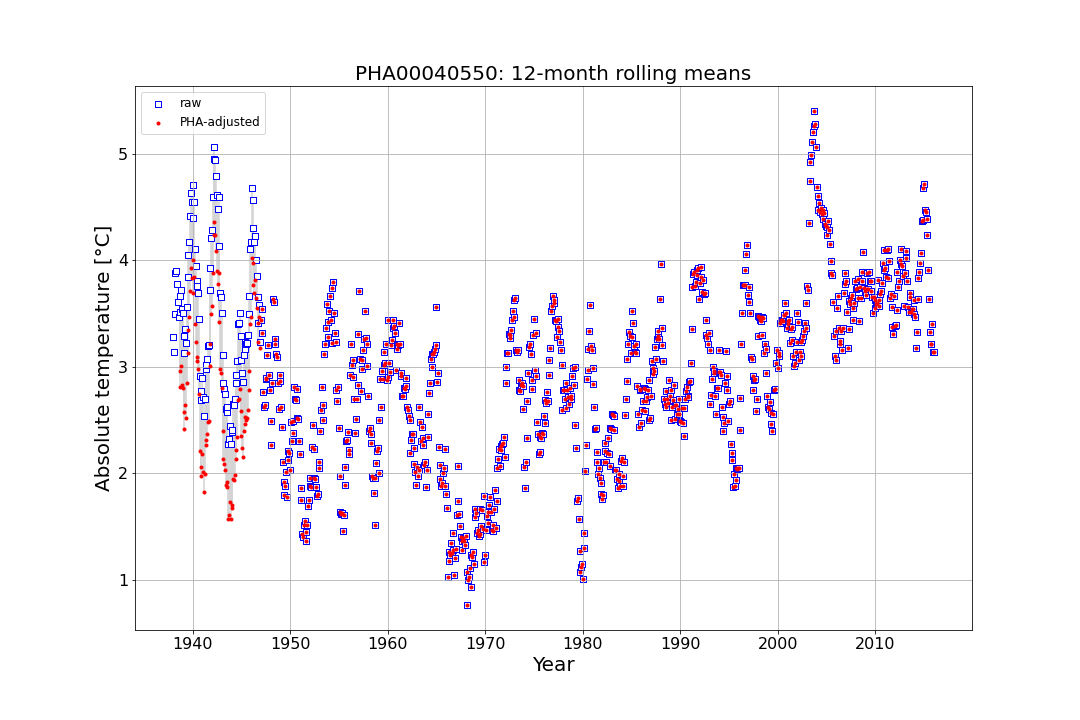 PHA00040550: 12-month rolling means
raw
PHA-adjusted
Absolute temperature [°C]
5
4
3
2
1
1940 1950 1960 1970 1980 1990 2000 2010
Year